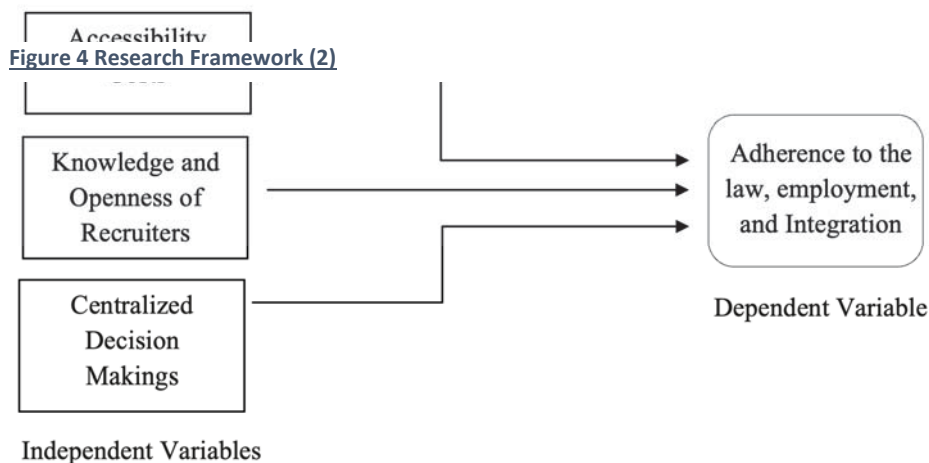 Accessibility
Figure 4 Research Framework (2)
Knowledge and
Openness of
Recruiters
Centralized
Decision
Makings
Independent Variables
Adherence to the
law, employment,
and Integration
Dependent Variable